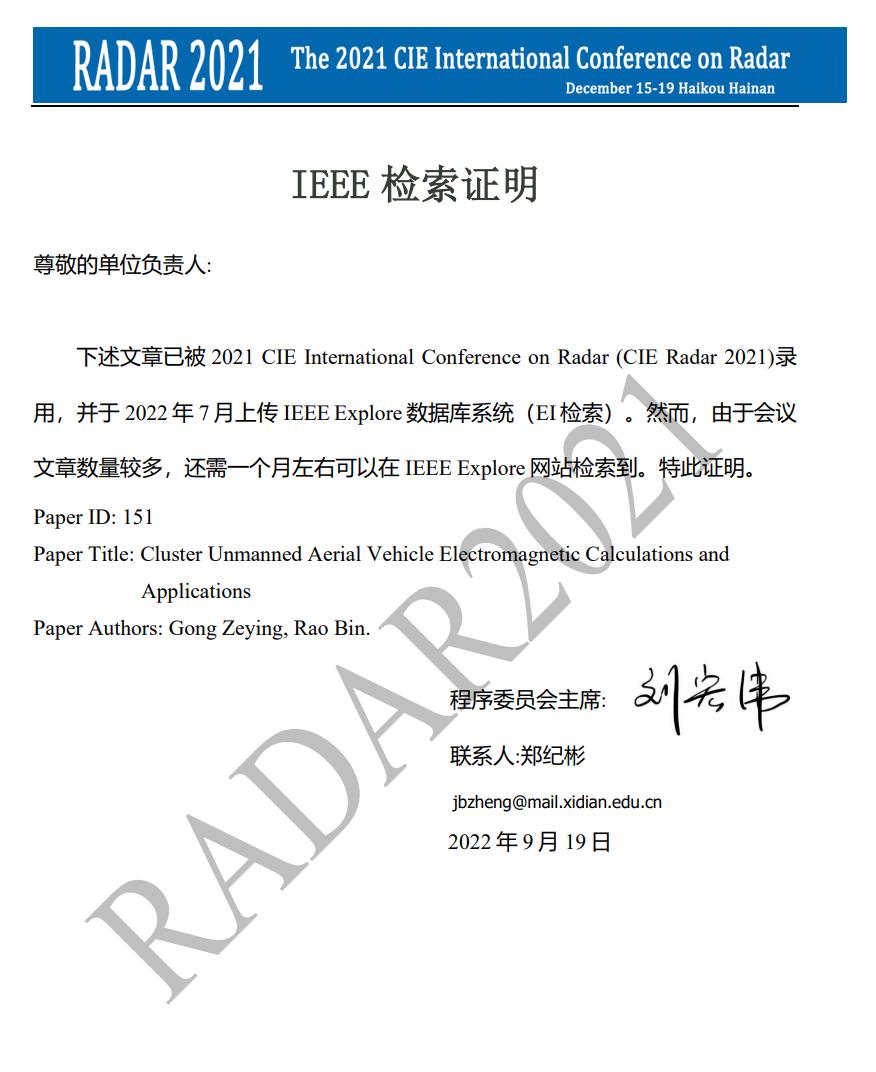 RADAR 2021 The 2021 CIE International Conference on Radar
December 15-19 Haikou Hainan
IEEE 检索证明
尊敬的单位负责人:
下述文章已被 2021 CIE International Conference on Radar (CIE Radar 2021)录
用，并于 2022 年 7 月上传 IEEE Explore 数据库系统（EI 检索）。然而，由于会议
文章数量较多，还需一个月左右可以在 IEEE Explore 网站检索到。特此证明。
Paper ID: 151
Paper Title: Cluster Unmanned Aerial Vehicle Electromagnetic Calculations and
Applications
Paper Authors: Gong Zeying, Rao Bin.
程序委员会主席: 刘宏伟
联系人:郑纪彬
jbzheng@mail.xidian.edu.cn
2022 年 9 月 19 日
RADAR2021